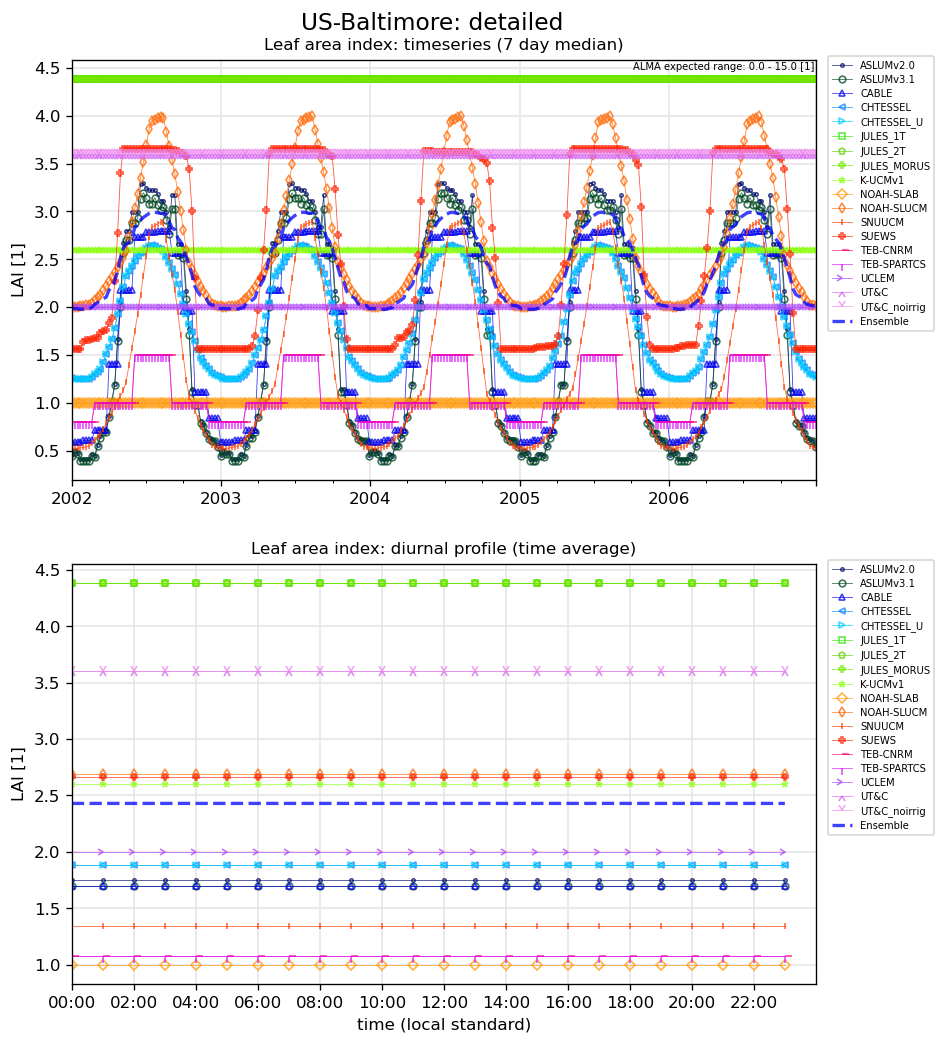 US-Baltimore: detailed
Leaf area index: timeseries (7 day median)
ALMA expected range: 0.0 - 15.0 [1]
LAI [1]
4.5
4.0
3.5
3.0
2.5
2.0
1.5
1.0
0.5
2002
2003
2004
2005
2006
ASLUMv2.0
ASLUMv3.1
CABLE
CHTESSEL
CHTESSEL_U
JULES_1T
JULES_2T
JULES_MORUS
K-UCMv1
NOAH-SLAB
NOAH-SLUCM
SNUUCM
SUEWS
TEB-CNRM
TEB-SPARTCS
UCLEM
UT&C
UT&C_noirrig
Ensemble
Leaf area index: diurnal profile (time average)
LAI [1]
4.5
4.0
3.5
3.0
2.5
2.0
1.5
1.0
00:00
02:00
04:00
06:00
08:00
10:00
12:00
14:00
16:00
18:00
20:00
22:00
time (local standard)
ASLUMv2.0
ASLUMv3.1
CABLE
CHTESSEL
CHTESSEL_U
JULES_1T
JULES_2T
JULES_MORUS
K-UCMv1
NOAH-SLAB
NOAH-SLUCM
SNUUCM
SUEWS
TEB-CNRM
TEB-SPARTCS
UCLEM
UT&C
UT&C_noirrig
Ensemble